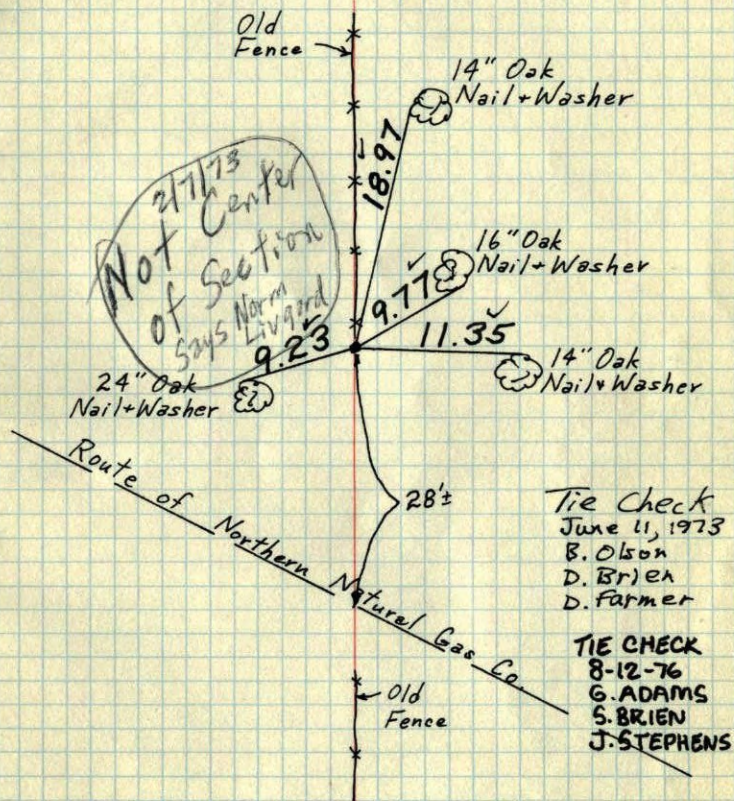 Old
Fence
14" Oak
Nail+Washer
18.97
2/7/73
Not Center
of Section
Says Norm
Livgard
16" Oak
Nail+Washer
9.77
11.35
9.23
14" Oak
Nail+Washer
24" Oak
Nail+Washer
28'±
Route of Northern Natural Gas Co.
Tie Check
June 11, 1973
B. Olson
D. Brien
D. Farmer
TIE CHECK
8-12-76
G. ADAMS
S. BRIEN
J. STEPHENS
Old
Fence